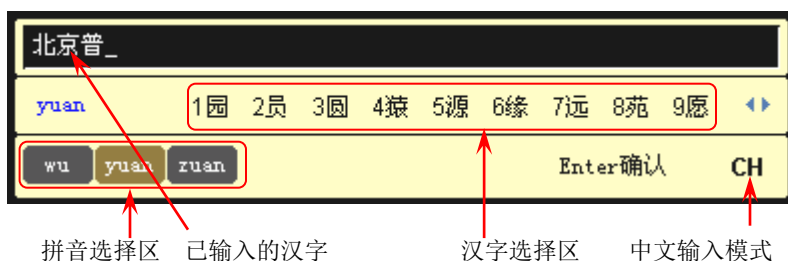 北京普_
yuan 1园 2员 3圆 4猿 5源 6缘 7远 8苑 9愿
wu yuan zuan Enter确认 CH
拼音选择区 已输入的汉字 汉字选择区 中文输入模式